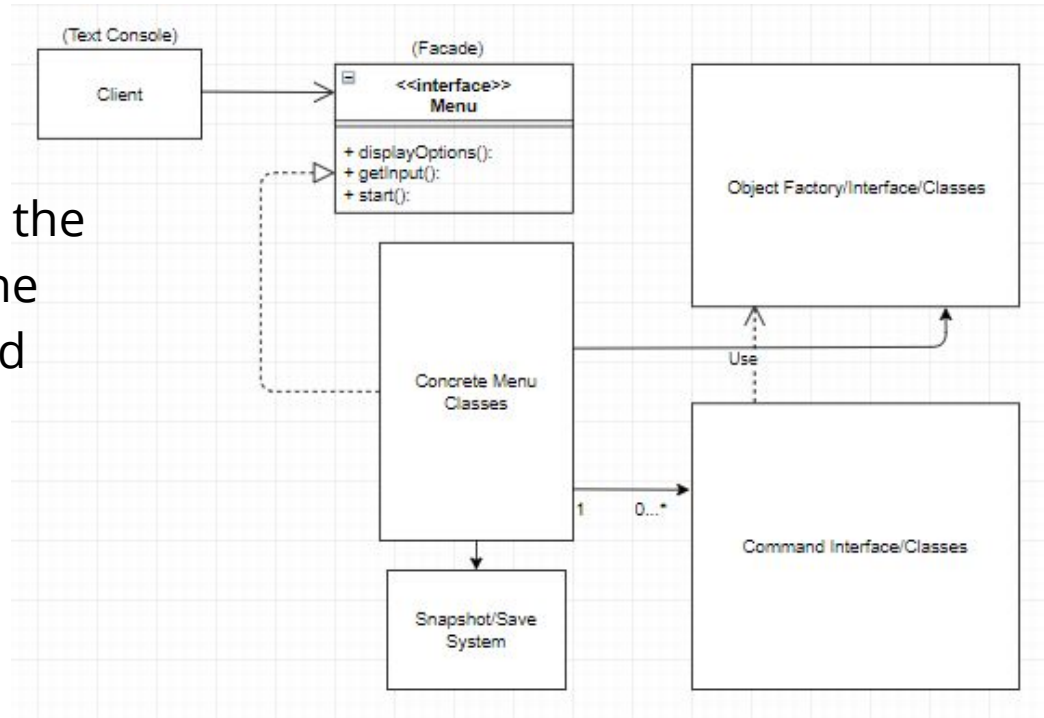 (Text Console)
Client
(Facade)
<<interface>>
Menu
+ displayOptions():
+ getInput():
+ start():
Object Factory/Interface/Classes
the
ne
d
Use
Concrete Menu
Classes
1 0...*
Command Interface/Classes
Snapshot/Save
System